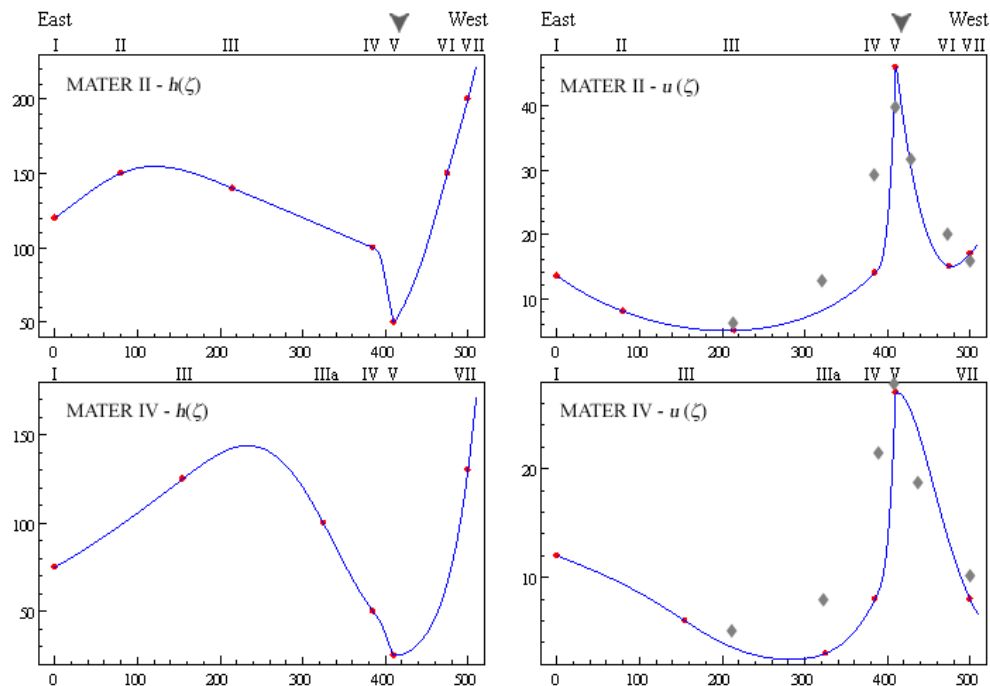 East West East West
I II III IV V VI VII I II III IV V VI VII
MATER II - h(ζ) MATER II - u (ζ)
200
150
100
50
40
30
20
10
0 100 200 300 400 500 0 100 200 300 400 500
I III IIIa IV V VII I III IIIa IV V VII
MATER IV - h(ζ) MATER IV - u (ζ)
150
100
50
20
10
0 100 200 300 400 500 0 100 200 300 400 500